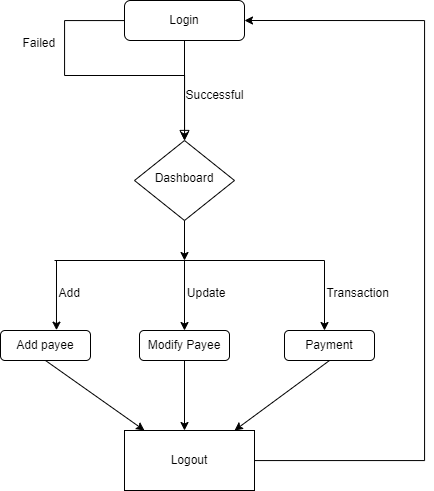 Login
Failed
Successful
Dashboard
Add
Update
Transaction
Add payee
Modify Payee
Payment
Logout